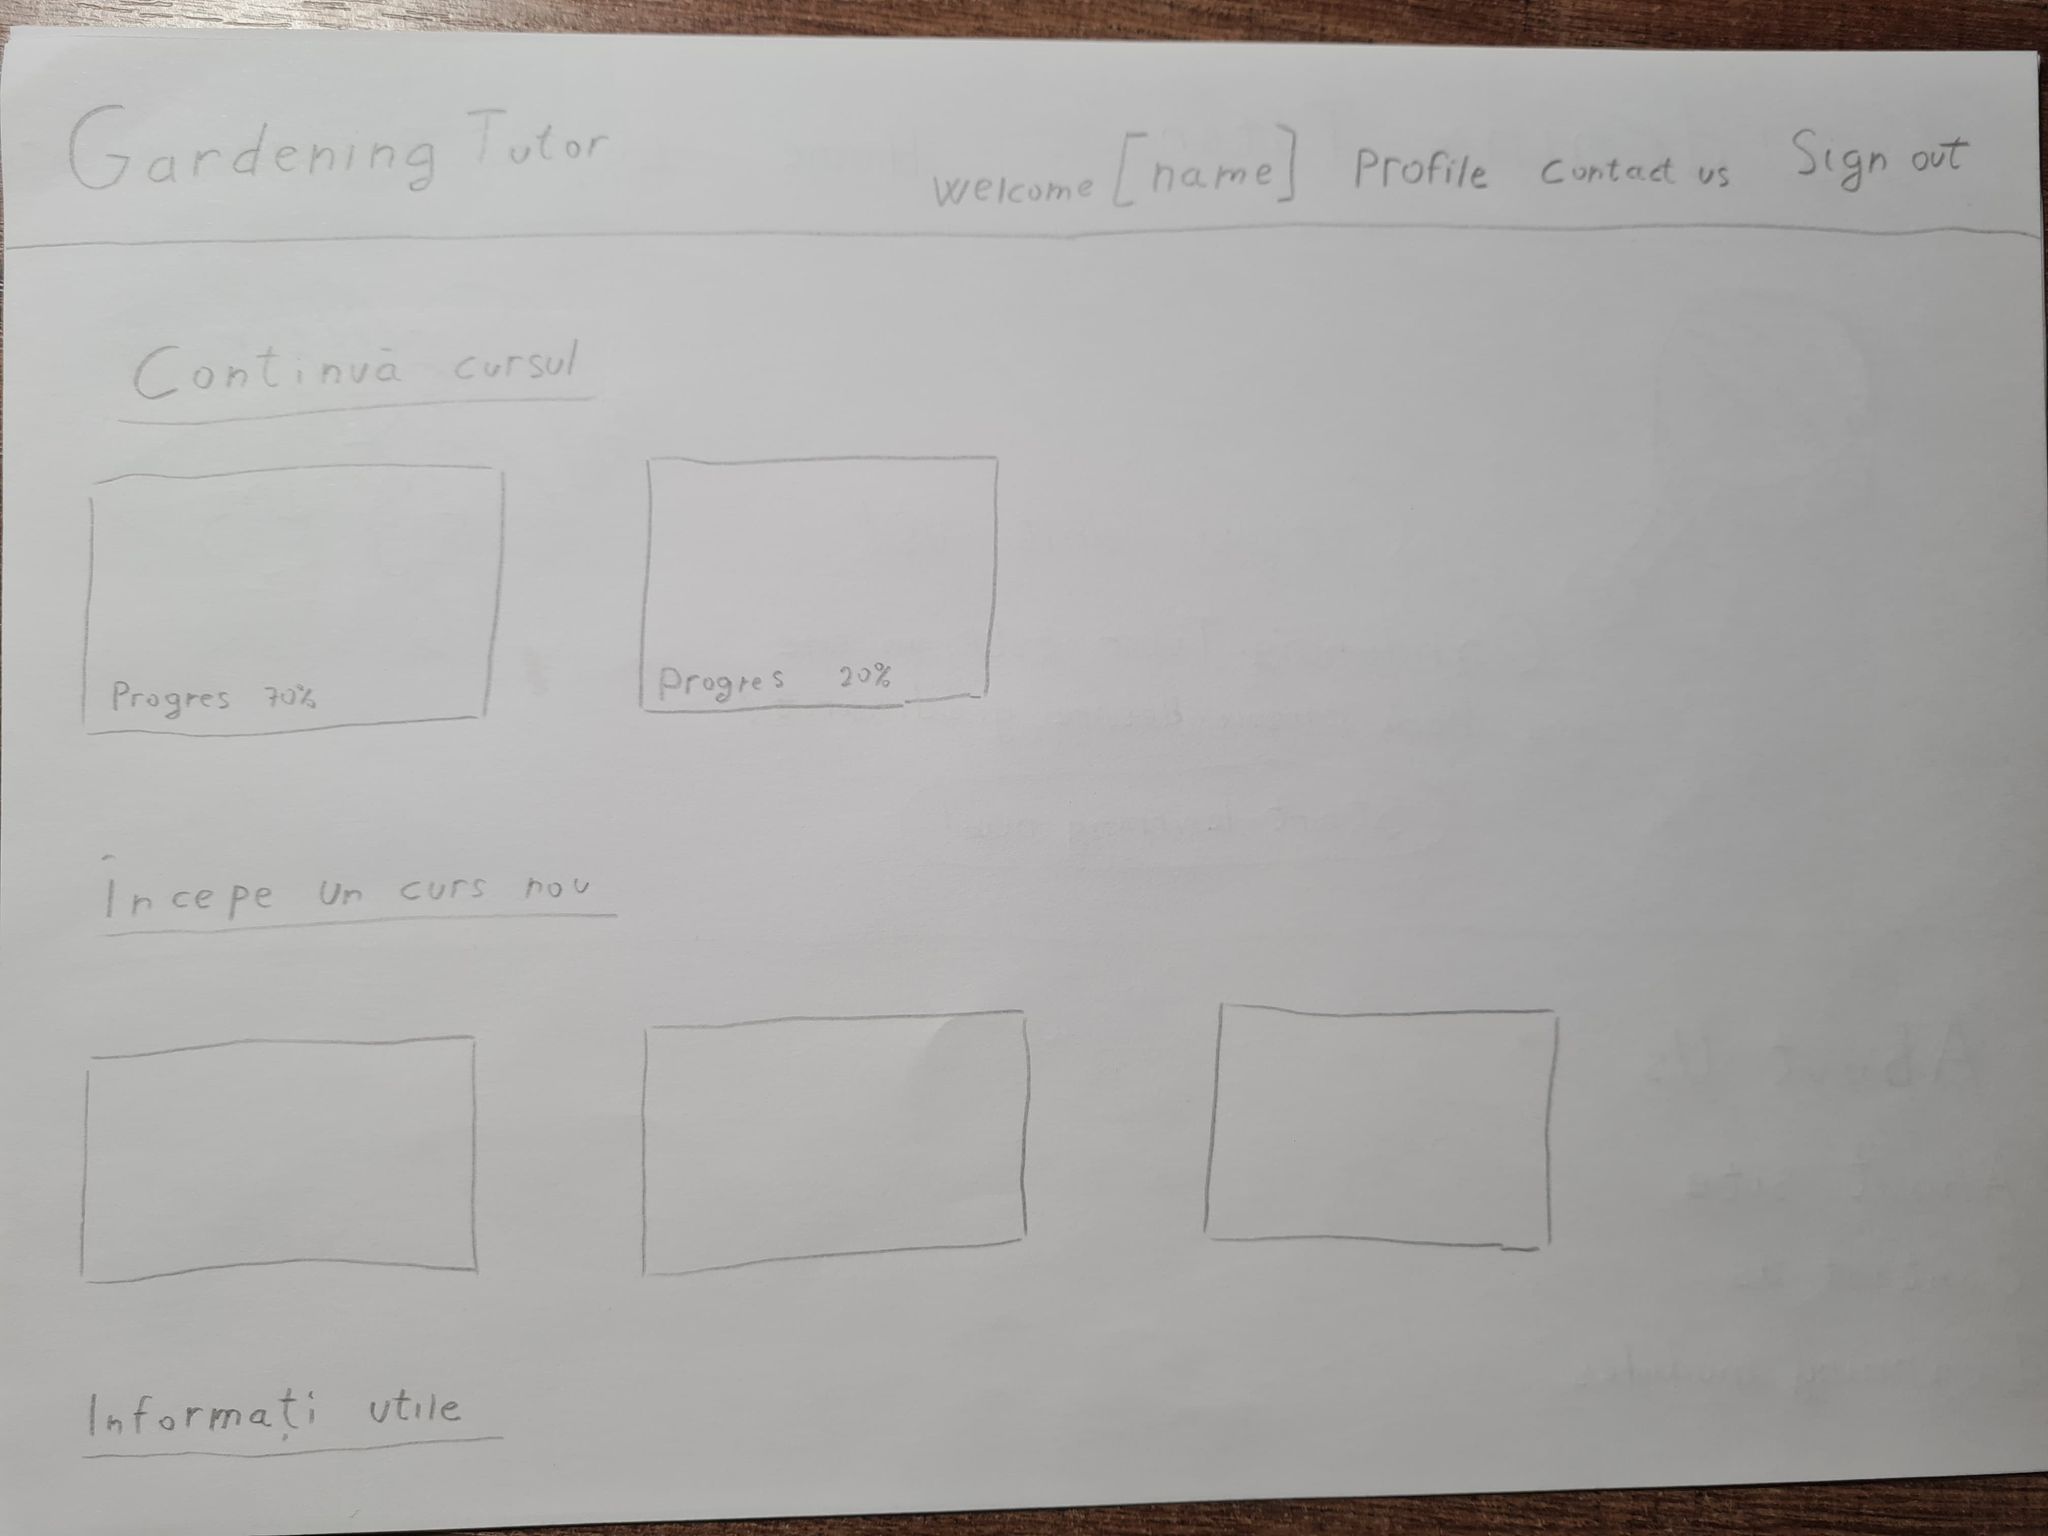 Gardening Tutor
Welcome [name] Profile Contact us Sign out
Continuă cursul
Progres 70%
Progres 20%
Începe un curs nou
Informați utile